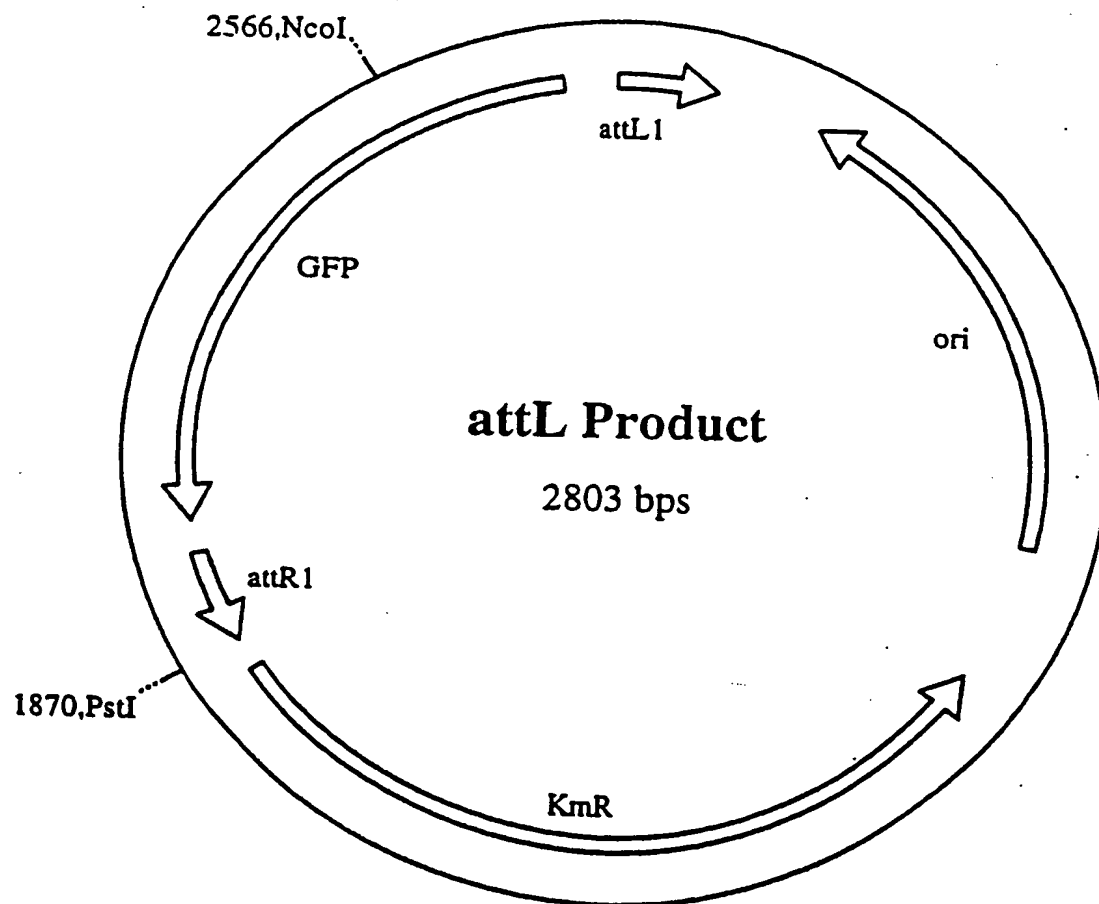 2566,NcoI
attL1
GFP
ori
attL Product
2803 bps
attR1
1870,PstI
KmR